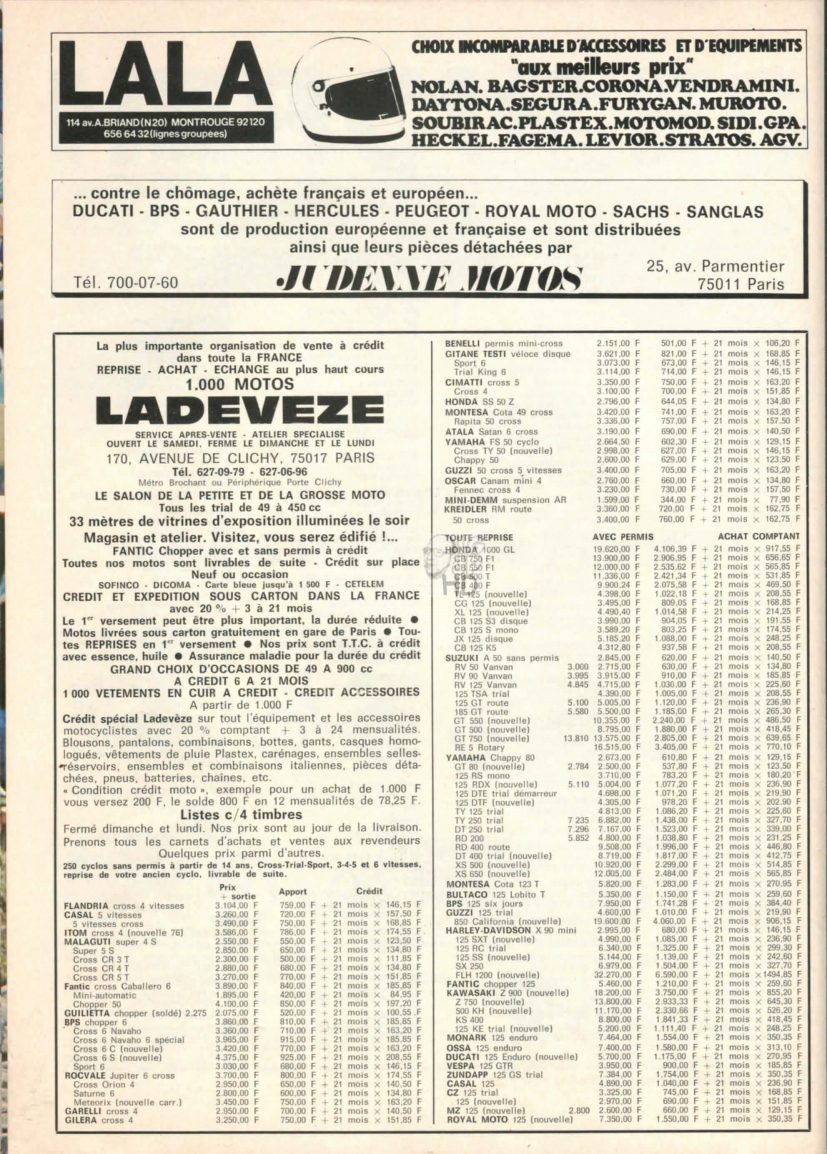 LALA
114 av.A.BRIAND(N20) MONTROUGE 92120
656 64 32 (lignes groupees)
CHOIX INCOMPARABLE D'ACCESSOIRES ET D'EQUIPEMENTS
"aux meilleurs prix"
NOLAN. BAGSTER.CORONA.VENDRAMINI.
DAYTONA.SEGURA.FURYGAN. MUROTO.
SOUBIRAC.PLASTEX.MOTOMOD. SIDI.GPA.
HECKEL.FAGEMA.LEVIOR.STRATOS. AGV.
... contre le chômage, achète français et européen...
DUCATI - BPS - GAUTHIER - HERCULES - PEUGEOT - ROYAL MOTO - SACHS - SANGLAS
sont de production européenne et française et sont distribuées
ainsi que leurs pièces détachées par
Tél. 700-07-60
JUDENNE MOTOS
25, av. Parmentier
75011 Paris
La plus importante organisation de vente à crédit
dans toute la FRANCE
REPRISE - ACHAT - ECHANGE au plus haut cours
1.000 MOTOS
LADEVEZE
SERVICE APRES-VENTE - ATELIER SPECIALISE
OUVERT LE SAMEDI, FERME LE DIMANCHE ET LE LUNDI
170, AVENUE DE CLICHY, 75017 PARIS
Tél. 627-09-79 - 627-06-96
Métro Brochant ou Périphérique Porte Clichy
LE SALON DE LA PETITE ET DE LA GROSSE MOTO
Tous les trial de 49 à 450 cc
33 mètres de vitrines d'exposition illuminées le soir
Magasin et atelier. Visitez, vous serez édifié !...
FANTIC Chopper avec et sans permis à crédit
Toutes nos motos sont livrables de suite - Crédit sur place
Neuf ou occasion
SOFINCO - DICOMA - Carte bleue jusqu'à 1 500 F - CETELEM
CREDIT ET EXPEDITION SOUS CARTON DANS LA FRANCE
avec 20 % + 3 à 21 mois
Le 1er versement peut être plus important, la durée réduite ●
Motos livrées sous carton gratuitement en gare de Paris ● Tou-
tes REPRISES en 1er versement ● Nos prix sont T.T.C. à crédit
avec essence, huile ● Assurance maladie pour la durée du crédit
GRAND CHOIX D'OCCASIONS DE 49 A 900 cc
A CREDIT 6 A 21 MOIS
1 000 VETEMENTS EN CUIR A CREDIT - CREDIT ACCESSOIRES
A partir de 1.000 F
Crédit spécial Ladevèze sur tout l'équipement et les accessoires
motocyclistes avec 20 % comptant + 3 à 24 mensualités.
Blousons, pantalons, combinaisons, bottes, gants, casques homo-
logués, vêtements de pluie Plastex, carénages, ensembles selles-
réservoirs, ensembles et combinaisons italiennes, pièces déta-
chées, pneus, batteries, chaines, etc.
« Condition crédit moto », exemple pour un achat de 1.000 F
vous versez 200 F, le solde 800 F en 12 mensualités de 78,25 F.
Listes c/4 timbres
Fermé dimanche et lundi. Nos prix sont au jour de la livraison.
Prenons tous les carnets d'achats et ventes aux revendeurs
Quelques prix parmi d'autres.
250 cyclos sans permis à partir de 14 ans. Cross-Trial-Sport, 3-4-5 et 6 vitesses,
reprise de votre ancien cyclo, livrable de suite.
Prix + sortie Apport Crédit
FLANDRIA cross 4 vitesses 3.104,00 F 759,00 F + 21 mois × 146,15 F
CASAL 5 vitesses 3.260,00 F 720,00 F + 21 mois × 157,50 F
5 vitesses cross 3.490,00 F 750,00 F + 21 mois × 168,85 F
ITOM cross 4 (nouvelle 76) 3.586,00 F 786,00 F + 21 mois × 174,55 F
MALAGUTI super 4 S 2.550,00 F 550,00 F + 21 mois × 123,50 F
Super 5 S 2.850,00 F 650,00 F + 21 mois × 134,80 F
Cross CR 3 T 2.300,00 F 500,00 F + 21 mois × 111,85 F
Cross CR 4 T 2.880,00 F 680,00 F + 21 mois × 134,80 F
Cross CR 5 T 3.270,00 F 770,00 F + 21 mois × 151,85 F
Fantic cross Caballero 6 3.890,00 F 840,00 F + 21 mois × 185,85 F
Mini-automatic 1.895,00 F 420,00 F + 21 mois × 84,95 F
Chopper 50 4.100,00 F 850,00 F + 21 mois × 197,20 F
GUILIETTA chopper (soldé) 2.275 2.075,00 F 520,00 F + 21 mois × 100,55 F
BPS chopper 6 3.860,00 F 810,00 F + 21 mois × 185,85 F
Cross 6 Navaho 3.360,00 F 710,00 F + 21 mois × 163,20 F
Cross 6 Navaho 6 spécial 3.965,00 F 915,00 F + 21 mois × 185,85 F
Cross 6 C (nouvelle) 3.420,00 F 770,00 F + 21 mois × 163,20 F
Cross 6 S (nouvelle) 4.375,00 F 925,00 F + 21 mois × 208,55 F
Sport 6 3.030,00 F 680,00 F + 21 mois × 146,15 F
ROCVALE Jupiter 6 cross 3.700,00 F 800,00 F + 21 mois × 174,55 F
Cross Orion 4 2.950,00 F 650,00 F + 21 mois × 140,50 F
Saturne 6 2.800,00 F 600,00 F + 21 mois × 134,80 F
Meteorix (nouvelle carr.) 3.450,00 F 750,00 F + 21 mois × 163,20 F
GARELLI cross 4 2.950,00 F 700,00 F + 21 mois × 140,50 F
GILERA cross 4 3.250,00 F 750,00 F + 21 mois × 151,85 F
BENELLI permis mini-cross 2.151,00 F 501,00 F + 21 mois × 106,20 F
GITANE TESTI véloce disque 3.621,00 F 821,00 F + 21 mois × 168,85 F
Sport 6 3.073,00 F 673,00 F + 21 mois × 146,15 F
Trial King 6 3.114,00 F 714,00 F + 21 mois × 146,15 F
CIMATTI cross 5 3.350,00 F 750,00 F + 21 mois × 163,20 F
Cross 4 3.100,00 F 700,00 F + 21 mois × 151,85 F
HONDA SS 50 Z 2.796,00 F 644,05 F + 21 mois × 134,80 F
MONTESA Cota 49 cross 3.420,00 F 741,00 F + 21 mois × 163,20 F
Rapita 50 cross 3.336,00 F 757,00 F + 21 mois × 157,50 F
ATALA Satan 6 cross 3.190,00 F 690,00 F + 21 mois × 140,50 F
YAMAHA FS 50 cyclo 2.664,50 F 602,30 F + 21 mois × 129,15 F
Cross TY 50 (nouvelle) 2.998,00 F 627,00 F + 21 mois × 146,15 F
Chappy 50 2.600,00 F 629,00 F + 21 mois × 123,50 F
GUZZI 50 cross 5 vitesses 3.400,00 F 705,00 F + 21 mois × 163,20 F
OSCAR Canam mini 4 2.760,00 F 660,00 F + 21 mois × 134,80 F
Fennec cross 4 3.230,00 F 730,00 F + 21 mois × 157,50 F
MINI-DEMM suspension AR 1.599,00 F 344,00 F + 21 mois × 77,90 F
KREIDLER RM route 3.360,00 F 720,00 F + 21 mois × 162,75 F
50 cross 3.400,00 F 760,00 F + 21 mois × 162,75 F
TOUTE REPRISE AVEC PERMIS ACHAT COMPTANT
HONDA 1000 GL 19.620,00 F 4.106,39 F + 21 mois × 917,55 F
CB 750 F1 13.900,00 F 2.906,95 F + 21 mois × 656,65 F
CB 550 F1 12.000,00 F 2.535,62 F + 21 mois × 565,85 F
CB 500 T 11.336,00 F 2.421,34 F + 21 mois × 531,85 F
CB 400 F 9.900,24 F 2.075,58 F + 21 mois × 469,50 F
TL 125 (nouvelle) 4.398,00 F 1.022,18 F + 21 mois × 208,55 F
CG 125 (nouvelle) 3.495,00 F 809,05 F + 21 mois × 168,85 F
XL 125 (nouvelle) 4.490,40 F 1.014,58 F + 21 mois × 214,25 F
CB 125 S3 disque 3.990,00 F 904,05 F + 21 mois × 191,55 F
CB 125 S mono 3.589,20 F 803,25 F + 21 mois × 174,55 F
JX 125 disque 5.185,20 F 1.088,00 F + 21 mois × 248,25 F
CB 125 K5 4.312,80 F 937,58 F + 21 mois × 208,55 F
SUZUKI A 50 sans permis 2.845,00 F 620,00 F + 21 mois × 140,50 F
RV 50 Vanvan 3.000 2.715,00 F 630,00 F + 21 mois × 134,80 F
RV 90 Vanvan 3.995 3.915,00 F 910,00 F + 21 mois × 185,85 F
RV 125 Vanvan 4.845 4.715,00 F 1.030,00 F + 21 mois × 225,60 F
125 TSA trial 4.390,00 F 1.005,00 F + 21 mois × 208,55 F
125 GT route 5.100 5.005,00 F 1.120,00 F + 21 mois × 236,90 F
185 GT route 5.580 5.500,00 F 1.185,00 F + 21 mois × 265,30 F
GT 550 (nouvelle) 10.355,00 F 2.240,00 F + 21 mois × 486,50 F
GT 500 (nouvelle) 8.795,00 F 1.880,00 F + 21 mois × 418,45 F
GT 750 (nouvelle) 13.810 13.575,00 F 2.805,00 F + 21 mois × 639,65 F
RE 5 Rotary 16.515,00 F 3.405,00 F + 21 mois × 770,10 F
YAMAHA Chappy 80 2.673,00 F 610,80 F + 21 mois × 129,15 F
GT 80 (nouvelle) 2.784 2.500,00 F 537,80 F + 21 mois × 123,50 F
125 RS mono 3.710,00 F 783,20 F + 21 mois × 180,20 F
125 RDX (nouvelle) 5.110 5.004,00 F 1.077,20 F + 21 mois × 236,90 F
125 DTE trial démarreur 4.698,00 F 1.071,20 F + 21 mois × 219,90 F
125 DTF (nouvelle) 4.305,00 F 978,20 F + 21 mois × 202,90 F
TY 125 trial 4.813,00 F 1.086,20 F + 21 mois × 225,60 F
TY 250 trial 7 235 6.882,00 F 1.438,00 F + 21 mois × 327,70 F
DT 250 trial 7.296 7.167,00 F 1.523,00 F + 21 mois × 339,00 F
RD 200 5.852 4.800,00 F 1.038,80 F + 21 mois × 231,25 F
RD 400 route 9.508,00 F 1.996,00 F + 21 mois × 446,80 F
DT 400 trial (nouvelle) 8.719,00 F 1.817,00 F + 21 mois × 412,75 F
XS 500 (nouvelle) 10.920,00 F 2.299,00 F + 21 mois × 514,85 F
XS 650 (nouvelle) 12.005,00 F 2.484,00 F + 21 mois × 565,85 F
MONTESA Cota 123 T 5.820,00 F 1.283,00 F + 21 mois × 270,95 F
BULTACO 125 Lobito T 5.350,00 F 1.150,00 F + 21 mois × 259,60 F
BPS 125 six jours 7.950,00 F 1.741,28 F + 21 mois × 384,40 F
GUZZI 125 trial 4.600,00 F 1.010,00 F + 21 mois × 219,90 F
850 California (nouvelle) 19.600,00 F 4.060,00 F + 21 mois × 906,15 F
HARLEY-DAVIDSON X 90 mini 2.995,00 F 680,00 F + 21 mois × 146,15 F
125 SXT (nouvelle) 4.990,00 F 1.085,00 F + 21 mois × 236,90 F
125 RC trial 6.340,00 F 1.325,00 F + 21 mois × 299,30 F
125 SS (nouvelle) 5.144,00 F 1.139,00 F + 21 mois × 242,60 F
SX 250 6.979,00 F 1.504,00 F + 21 mois × 327,70 F
FLH 1200 (nouvelle) 32.270,00 F 6.590,00 F + 21 mois ×1494,85 F
FANTIC chopper 125 5.460,00 F 1.210,00 F + 21 mois × 259,60 F
KAWASAKI Z 900 (nouvelle) 18.200,00 F 3.750,00 F + 21 mois × 855,20 F
Z 750 (nouvelle) 13.800,00 F 2.933,33 F + 21 mois × 645,30 F
500 KH (nouvelle) 11.170,00 F 2.330,66 F + 21 mois × 526,20 F
KS 400 8.800,00 F 1.841,33 F + 21 mois × 418,45 F
125 KE trial (nouvelle) 5.200,00 F 1.111,40 F + 21 mois × 248,25 F
MONARK 125 enduro 7.464,00 F 1.554,00 F + 21 mois × 350,35 F
OSSA 125 enduro 7.400,00 F 1.580,00 F + 21 mois × 313,10 F
DUCATI 125 Enduro (nouvelle) 5.700,00 F 1.175,00 F + 21 mois × 270,95 F
VESPA 125 GTR 3.950,00 F 900,00 F + 21 mois × 185,85 F
ZUNDAPP 125 GS trial 7.384,00 F 1.754,00 F + 21 mois × 350,35 F
CASAL 125 4.890,00 F 1.040,00 F + 21 mois × 236,90 F
CZ 125 trial 3.325,00 F 745,00 F + 21 mois × 168,85 F
125 (nouvelle) 2.970,00 F 690,00 F + 21 mois × 151,85 F
MZ 125 (nouvelle) 2.800 2.600,00 F 660,00 F + 21 mois × 129,15 F
ROYAL MOTO 125 (nouvelle) 7.350,00 F 1.550,00 F + 21 mois × 350,35 F